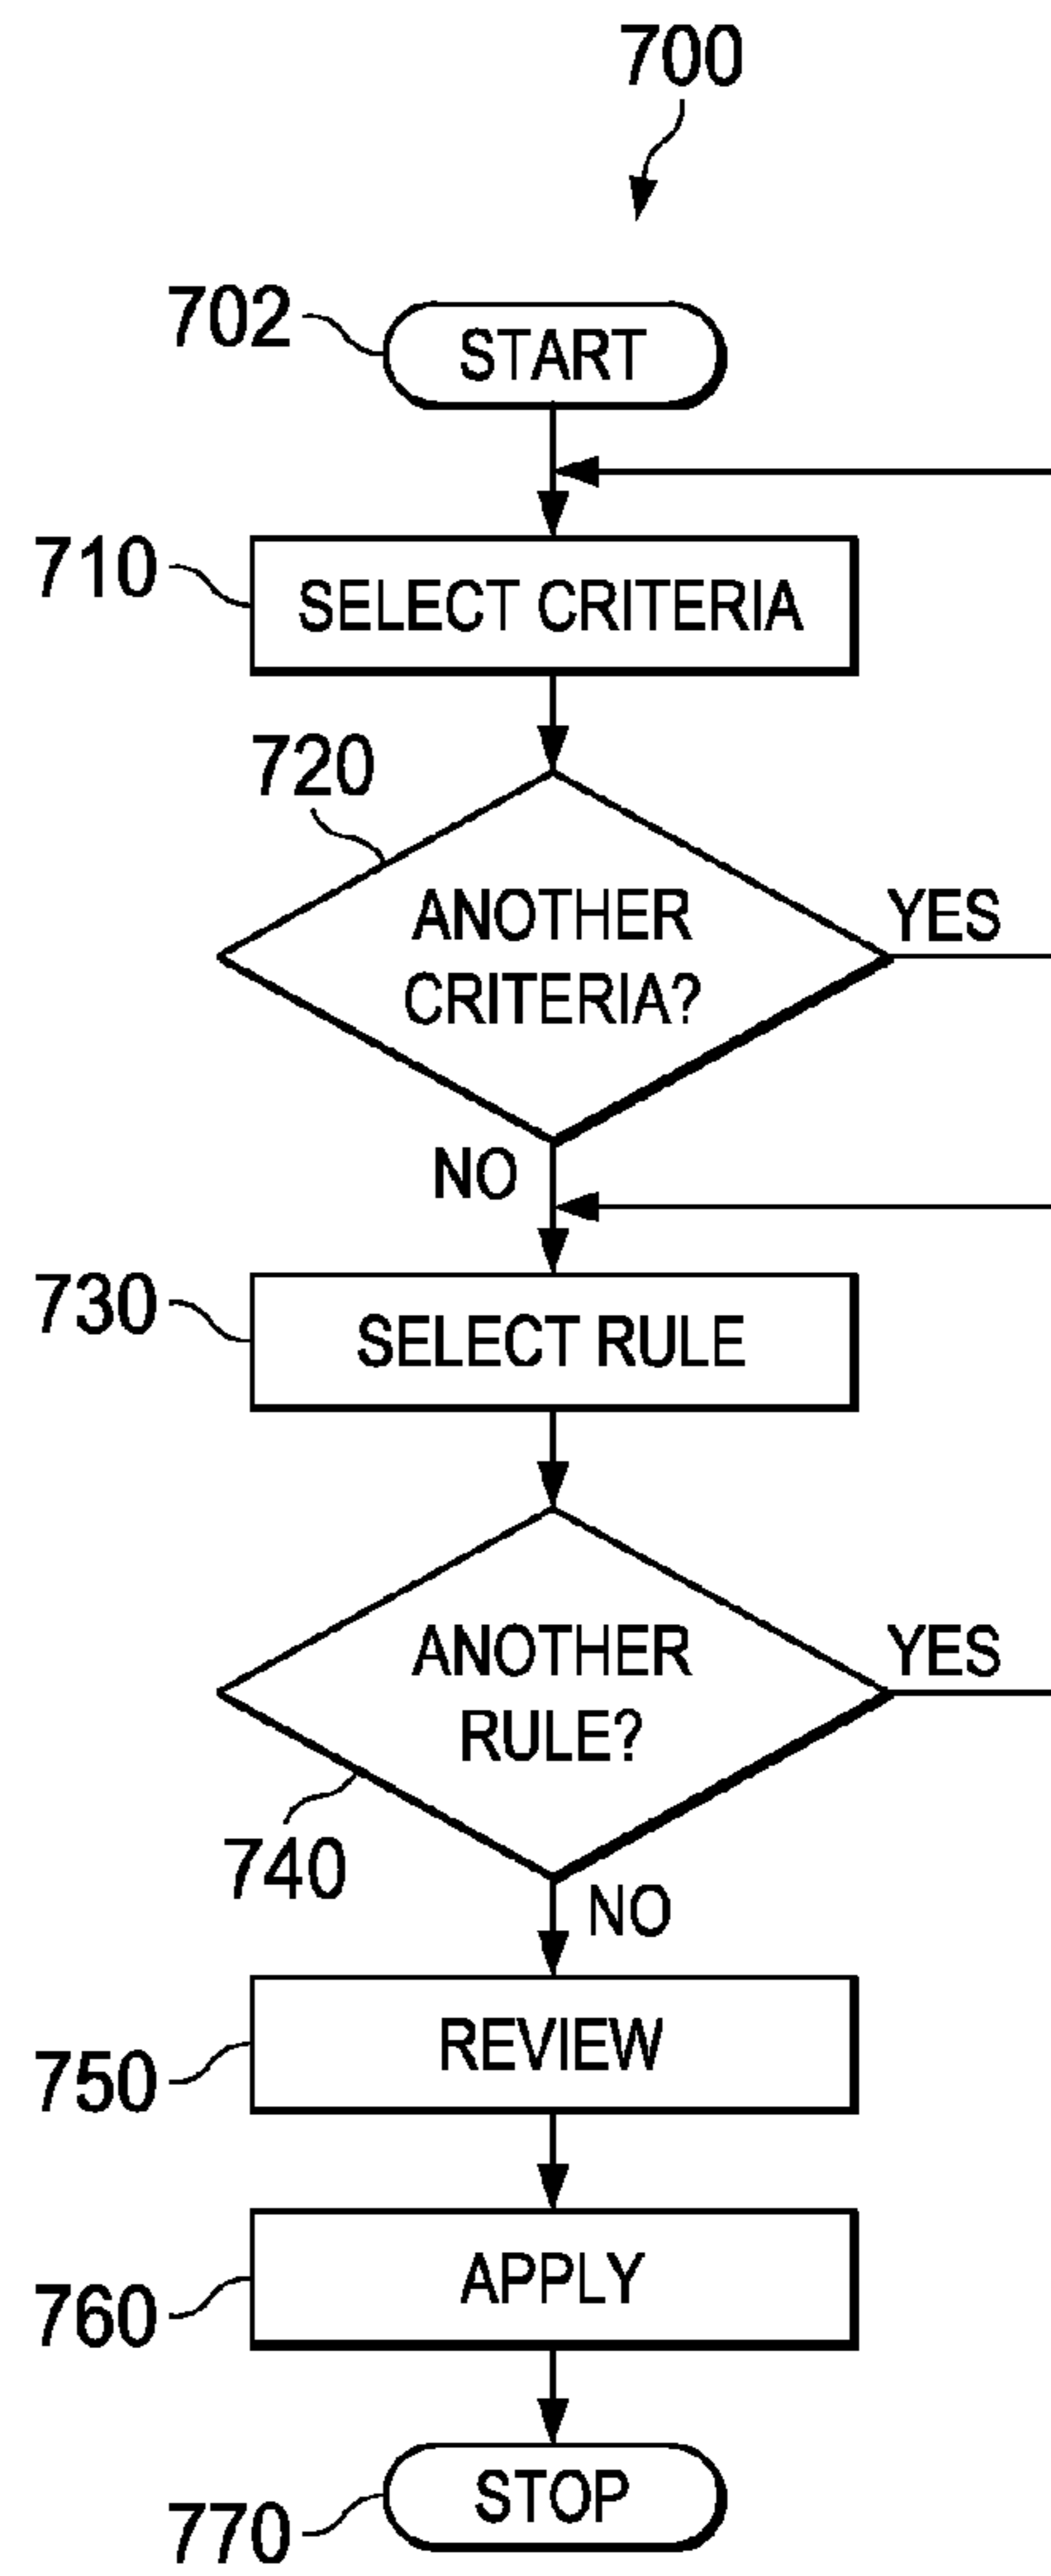 700
702
START
710
SELECT CRITERIA
720
ANOTHER
CRITERIA?
YES
NO
730
SELECT RULE
ANOTHER
RULE?
YES
740
NO
REVIEW
750
APPLY
760
STOP
770